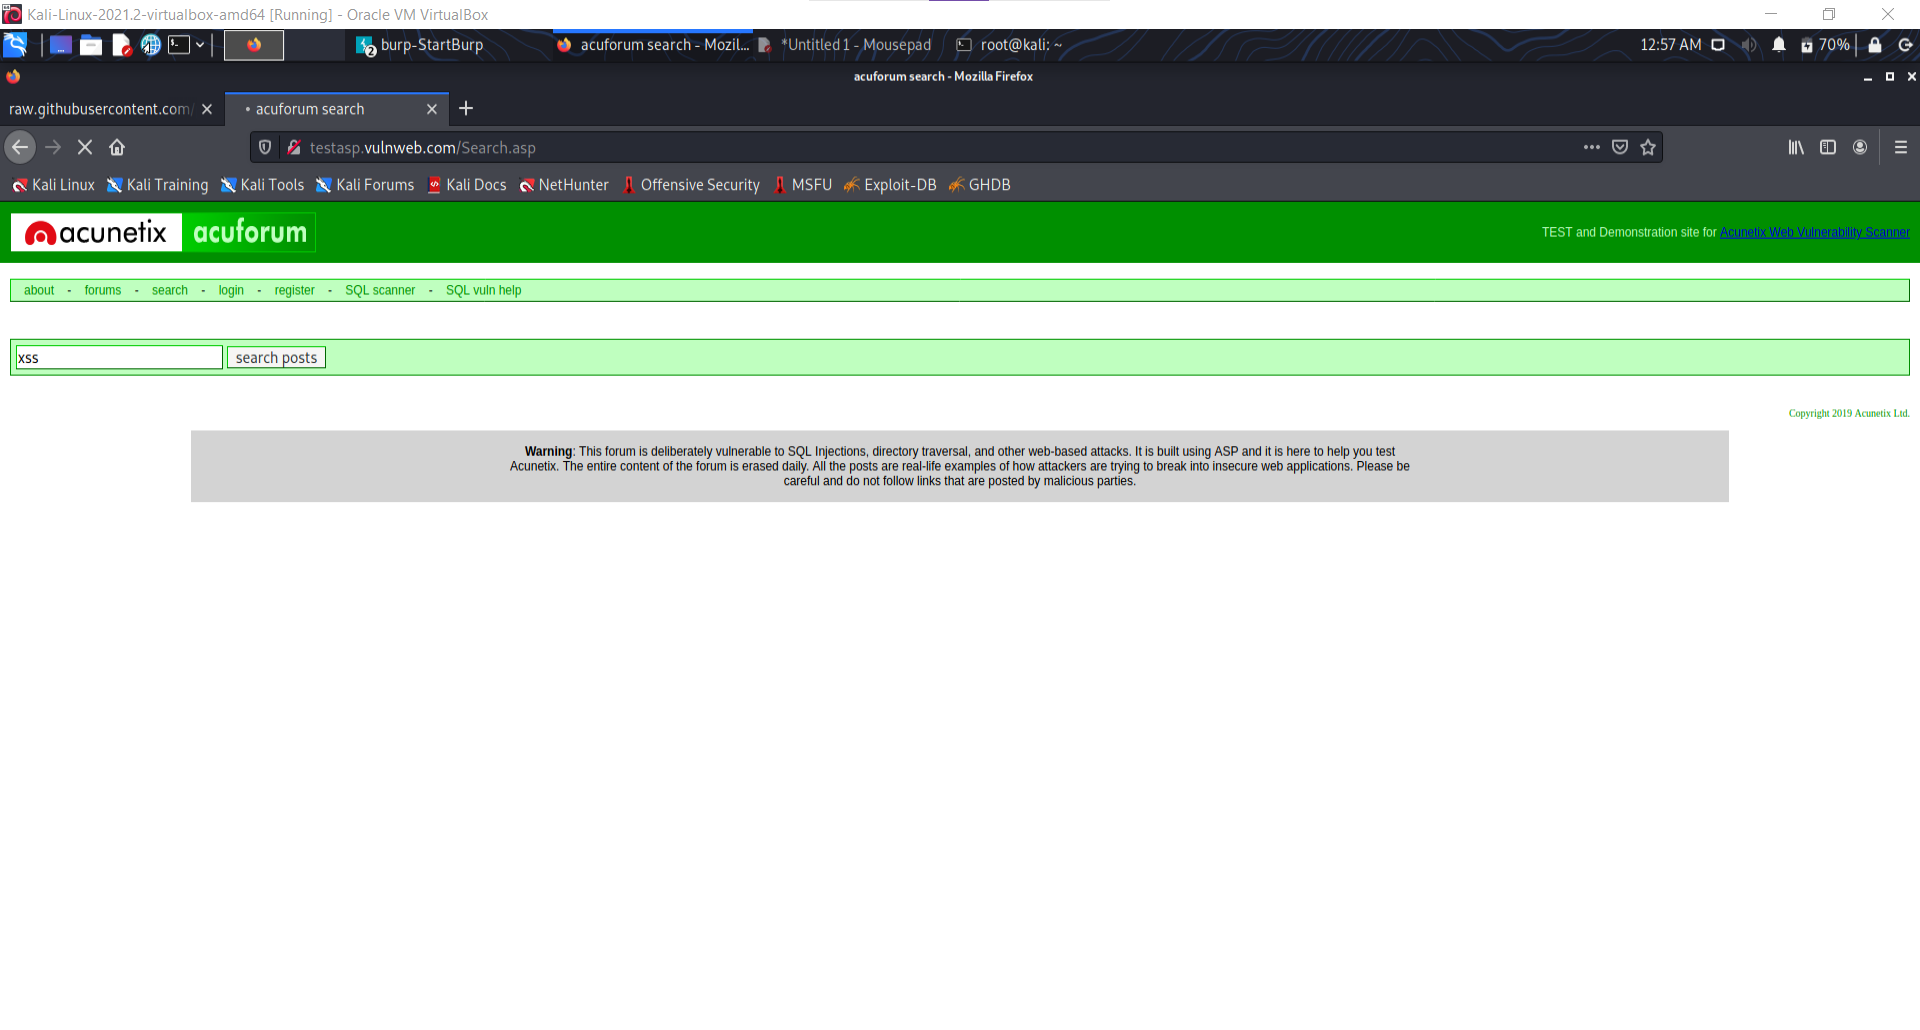 Kali-Linux-2021.2-virtualbox-amd64 [Running] - Oracle VM VirtualBox
burp-StartBurp
acuforum search - Mozil...
*Untitled 1 - Mousepad
root@kali: ~
12:57 AM
70%
acuforum search - Mozilla Firefox
raw.githubusercontent.com/
acuforum search
testasp.vulnweb.com/Search.asp
Kali Linux
Kali Training
Kali Tools
Kali Forums
Kali Docs
NetHunter
Offensive Security
MSFU
Exploit-DB
GHDB
acunetix acuforum
TEST and Demonstration site for Acunetix Web Vulnerability Scanner
about - forums - search - login - register - SQL scanner - SQL vuln help
xss
search posts
Copyright 2019 Acunetix Ltd.
Warning: This forum is deliberately vulnerable to SQL Injections, directory traversal, and other web-based attacks. It is built using ASP and it is here to help you test
Acunetix. The entire content of the forum is erased daily. All the posts are real-life examples of how attackers are trying to break into insecure web applications. Please be
careful and do not follow links that are posted by malicious parties.